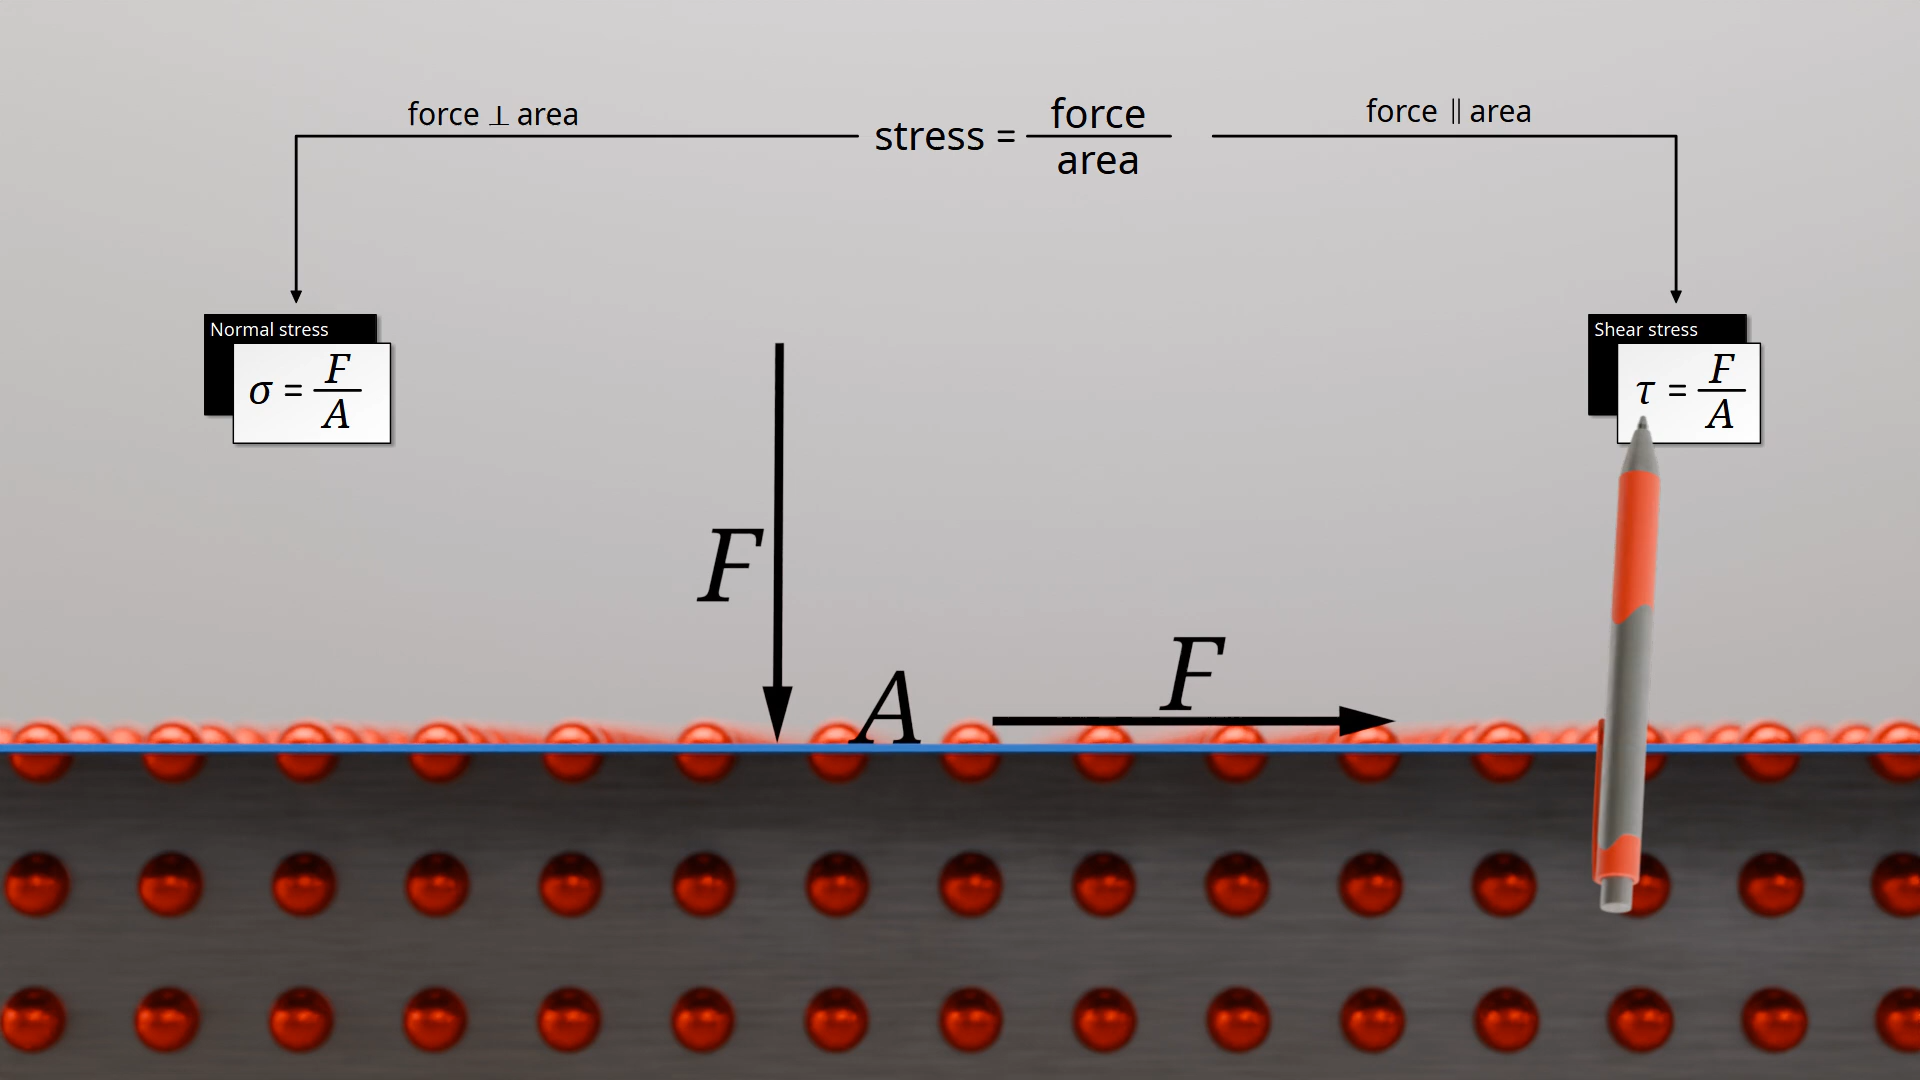 force ⊥ area
stress = force / area
force ∥ area
Normal stress
σ = F / A
Shear stress
τ = F / A
F
F
A